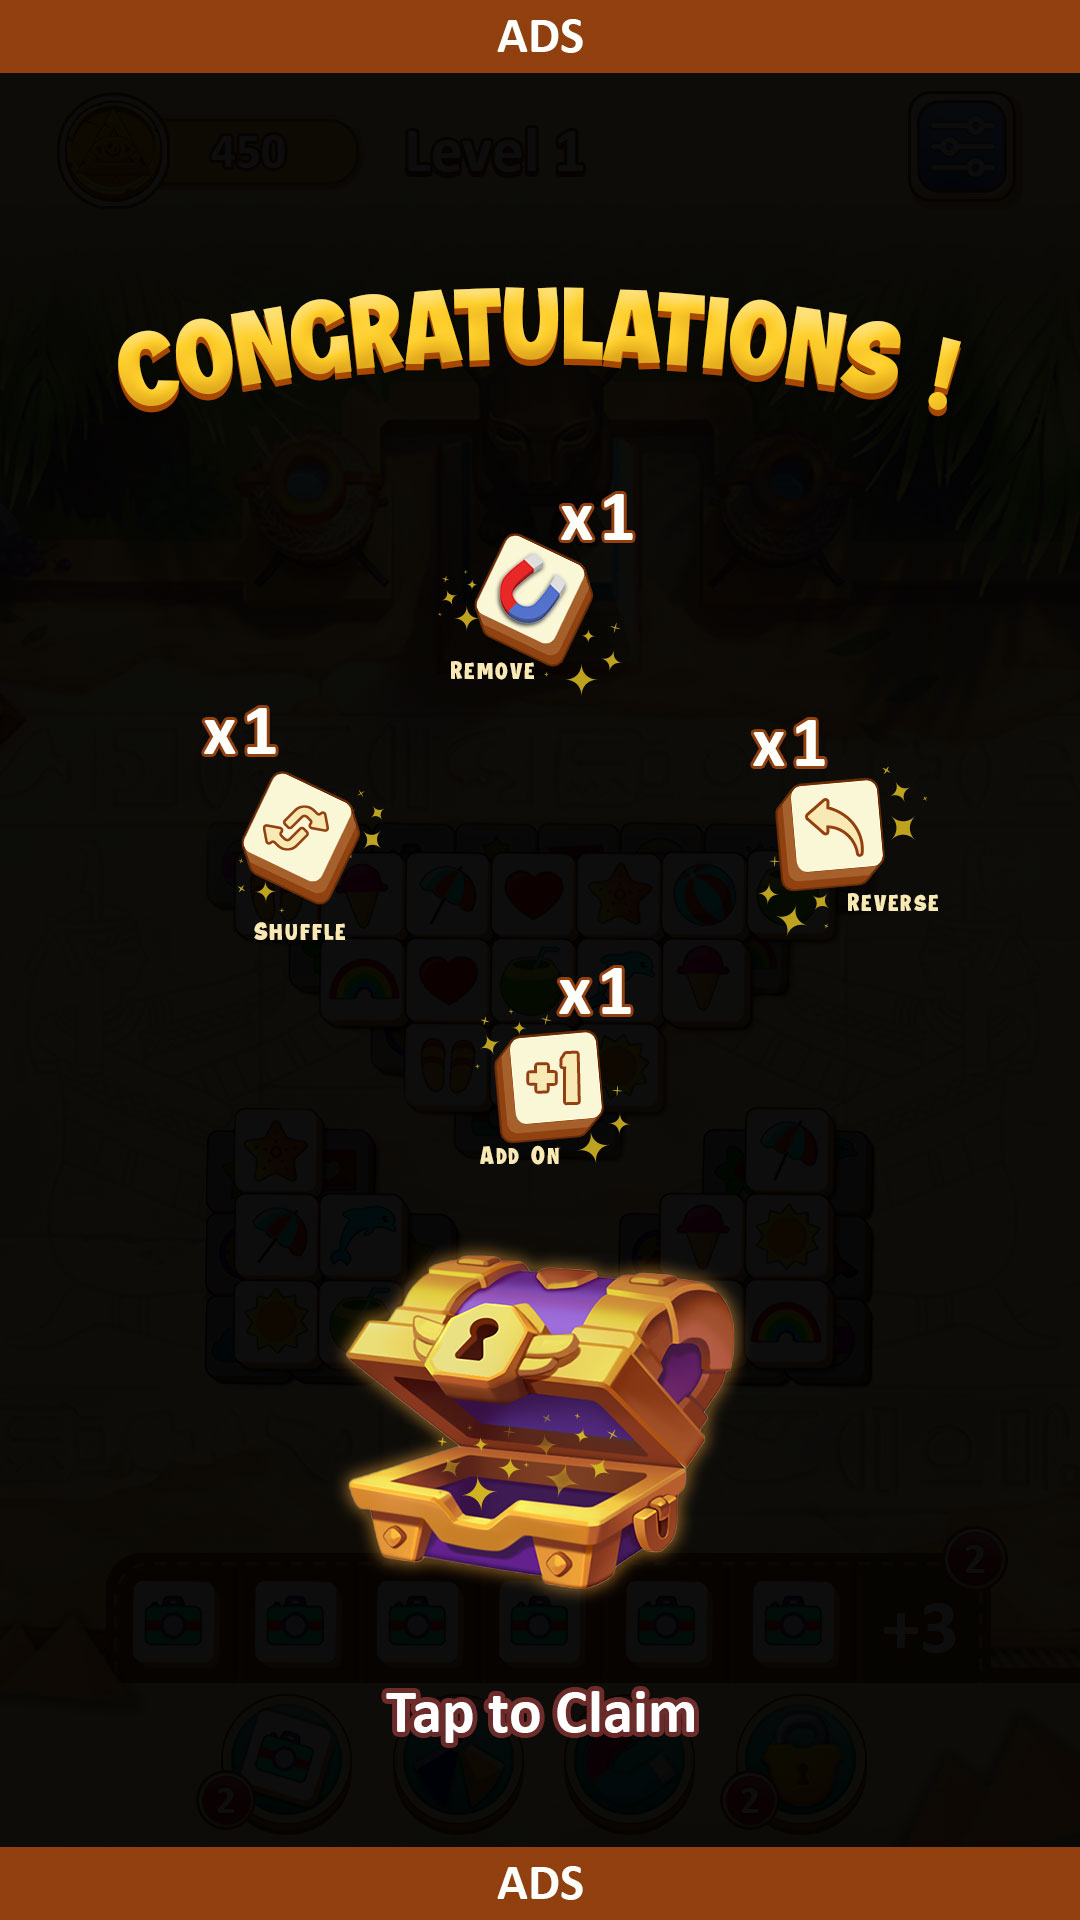 ADS
450
Level 1
CONGRATULATIONS !
x1
REMOVE
x1
SHUFFLE
x1
REVERSE
x1
+1
ADD ON
2
+3
Tap to Claim
2
2
ADS